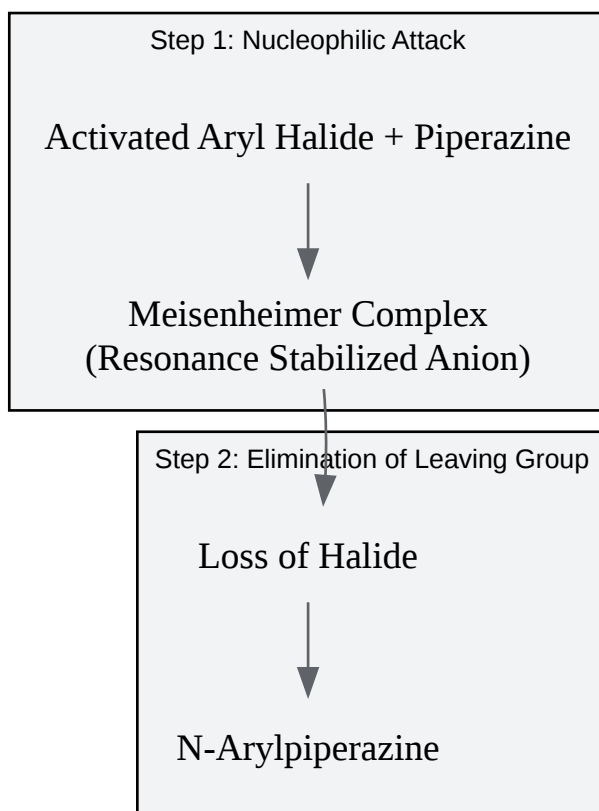 Step 1: Nucleophilic Attack
Activated Aryl Halide + Piperazine
Meisenheimer Complex
(Resonance Stabilized Anion)
Step 2: Elimination of Leaving Group
Loss of Halide
N-Arylpiperazine